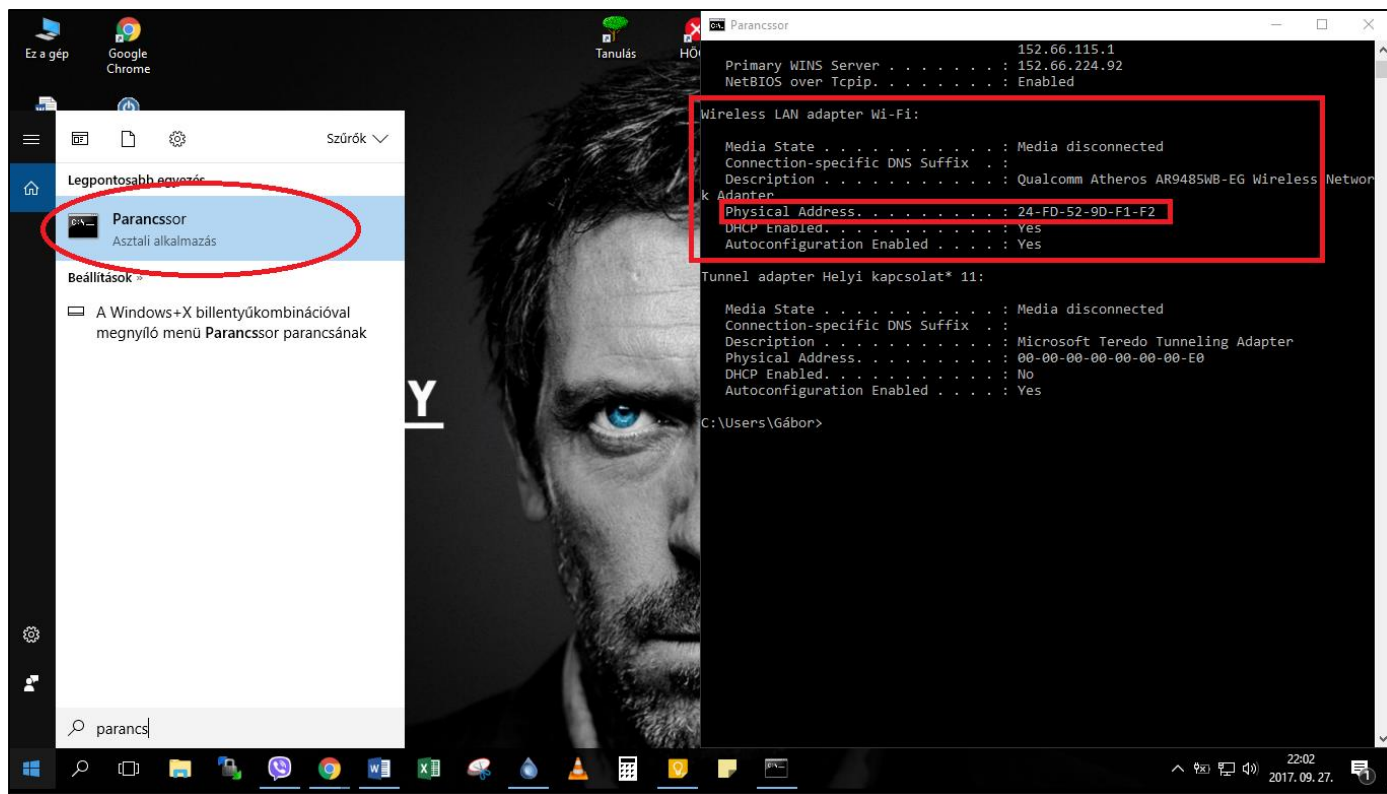 Ez a gép
Google
Chrome
Tanulás
Szűrők
Legpontosabb egyezés
Parancssor
Asztali alkalmazás
Beállítások »
A Windows+X billentyűkombinációval
megnyíló menü Parancssor parancsának
parancs
Y
Parancssor
152.66.115.1
Primary WINS Server . . . . . . . : 152.66.224.92
NetBIOS over Tcpip. . . . . . . . : Enabled
Wireless LAN adapter Wi-Fi:
Media State . . . . . . . . . . . : Media disconnected
Connection-specific DNS Suffix  . :
Description . . . . . . . . . . . : Qualcomm Atheros AR9485WB-EG Wireless Networ
k Adapter
Physical Address. . . . . . . . . : 24-FD-52-9D-F1-F2
DHCP Enabled. . . . . . . . . . . : Yes
Autoconfiguration Enabled . . . . : Yes
Tunnel adapter Helyi kapcsolat* 11:
Media State . . . . . . . . . . . : Media disconnected
Connection-specific DNS Suffix  . :
Description . . . . . . . . . . . : Microsoft Teredo Tunneling Adapter
Physical Address. . . . . . . . . : 00-00-00-00-00-00-00-E0
DHCP Enabled. . . . . . . . . . . : No
Autoconfiguration Enabled . . . . : Yes
C:\Users\Gábor>
22:02
2017. 09. 27.